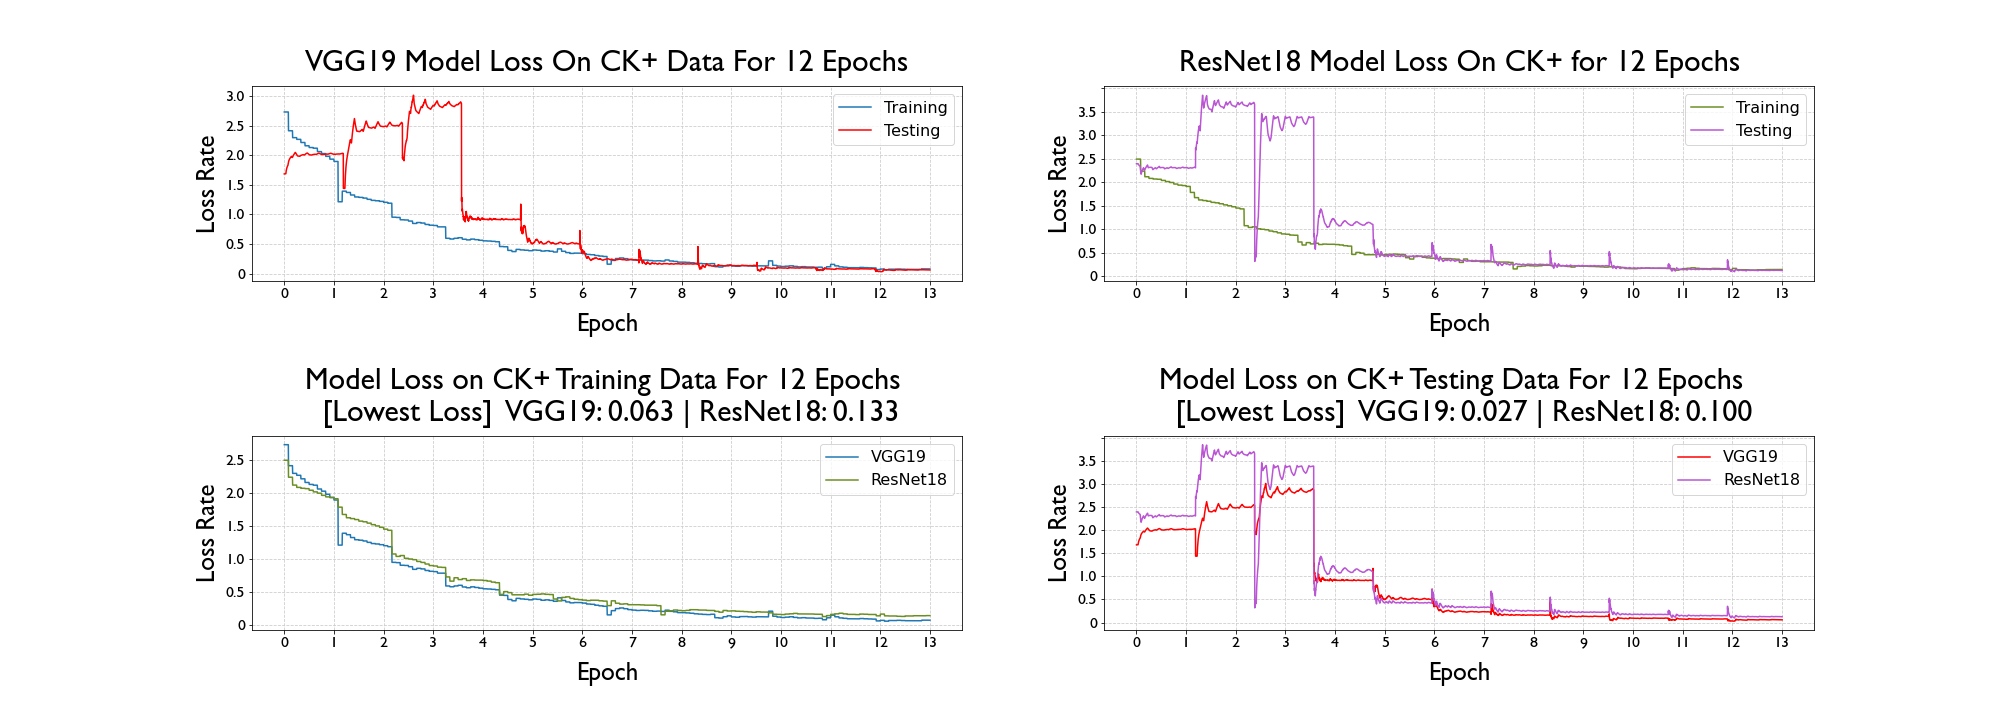 VGG19 Model Loss On CK+ Data For 12 Epochs
Loss Rate
3.0
2.5
2.0
1.5
1.0
0.5
0
Training
Testing
0 1 2 3 4 5 6 7 8 9 10 11 12 13
Epoch
ResNet18 Model Loss On CK+ for 12 Epochs
Loss Rate
3.5
3.0
2.5
2.0
1.5
1.0
0.5
0
Training
Testing
0 1 2 3 4 5 6 7 8 9 10 11 12 13
Epoch
Model Loss on CK+ Training Data For 12 Epochs
[Lowest Loss] VGG19: 0.063 | ResNet18: 0.133
Loss Rate
2.5
2.0
1.5
1.0
0.5
0
VGG19
ResNet18
0 1 2 3 4 5 6 7 8 9 10 11 12 13
Epoch
Model Loss on CK+ Testing Data For 12 Epochs
[Lowest Loss] VGG19: 0.027 | ResNet18: 0.100
Loss Rate
3.5
3.0
2.5
2.0
1.5
1.0
0.5
0
VGG19
ResNet18
0 1 2 3 4 5 6 7 8 9 10 11 12 13
Epoch